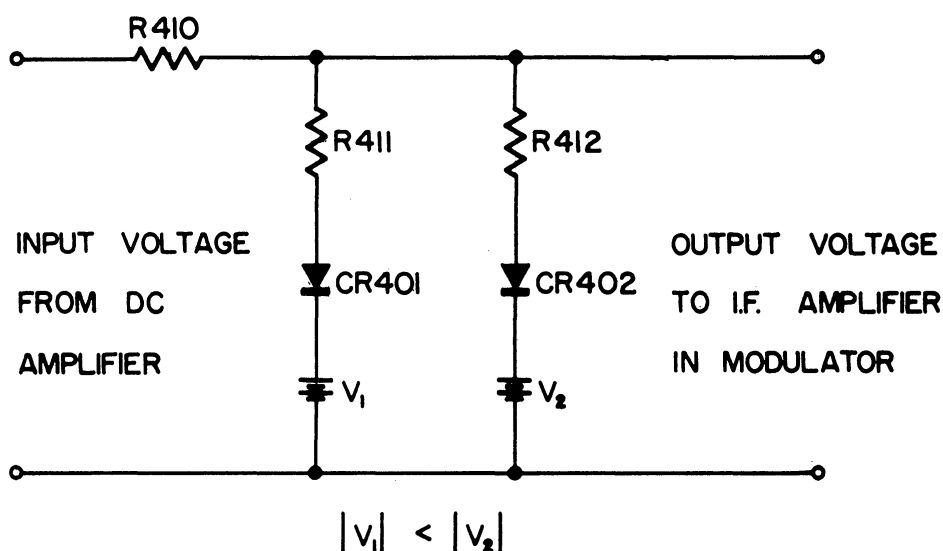 R410
R411
R412
INPUT VOLTAGE
FROM DC
AMPLIFIER
CR401
CR402
OUTPUT VOLTAGE
TO I.F. AMPLIFIER
IN MODULATOR
V₁
V₂
|V₁| < |V₂|